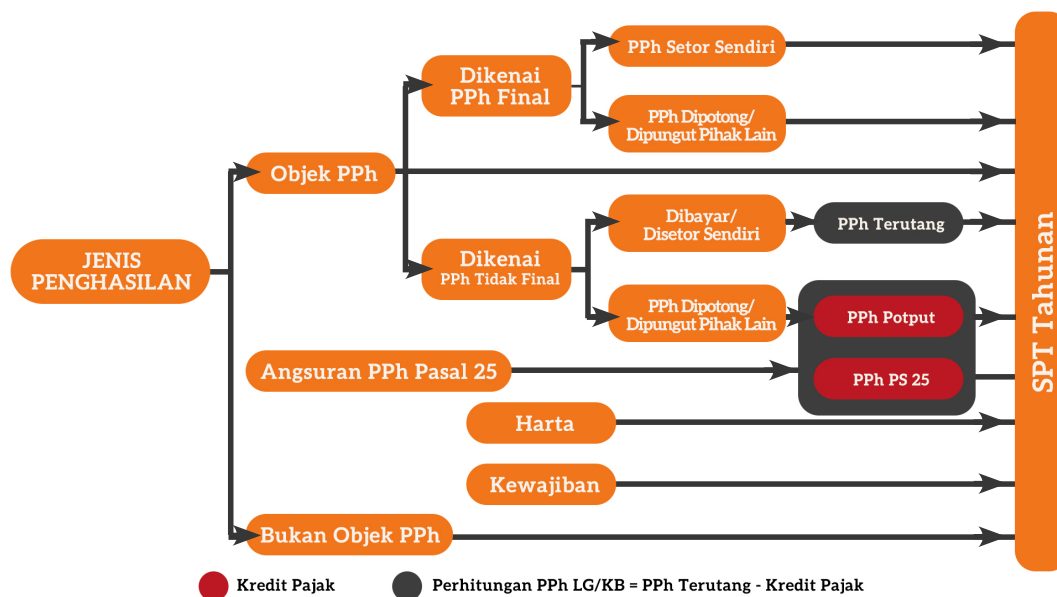 PPh Setor Sendiri
Dikenai
PPh Final
PPh Dipotong/
Dipungut Pihak Lain
Objek PPh
Dibayar/
Disetor Sendiri
PPh Terutang
JENIS
PENGHASILAN
Dikenai
PPh Tidak Final
PPh Dipotong/
Dipungut Pihak Lain
PPh Potput
Angsuran PPh Pasal 25
PPh PS 25
Harta
Kewajiban
Bukan Objek PPh
SPT Tahunan
Kredit Pajak
Perhitungan PPh LG/KB = PPh Terutang - Kredit Pajak